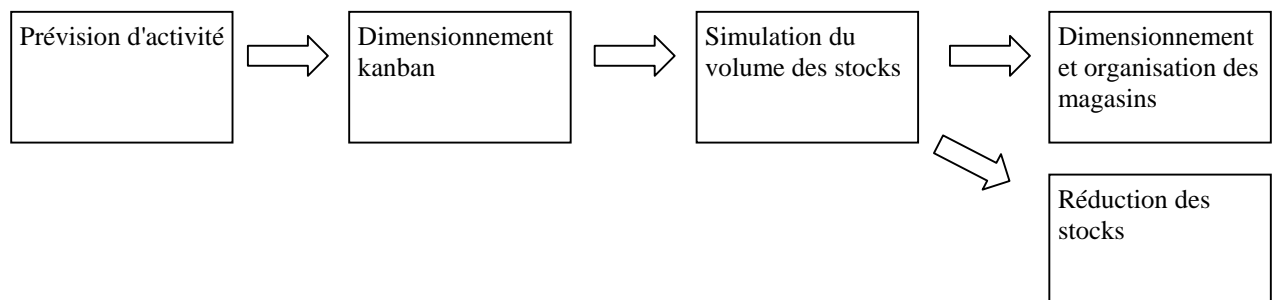 Prévision d'activité
Dimensionnement
kanban
Simulation du
volume des stocks
Dimensionnement
et organisation des
magasins
Réduction des
stocks